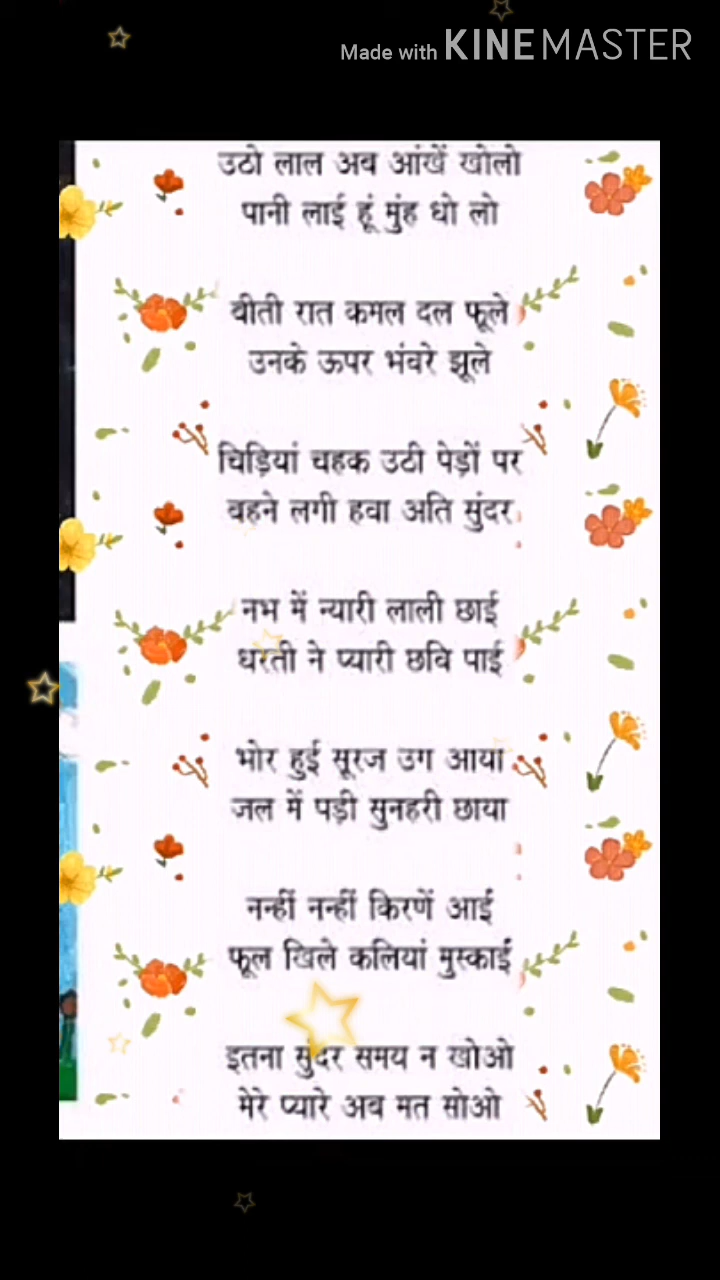 Made with KINEMASTER
उठो लाल अब आंखें खोलो
पानी लाई हूं मुंह धो लो
बीती रात कमल दल फूले
उनके ऊपर भंवरे झूले
चिड़ियां चहक उठी पेड़ों पर
बहने लगी हवा अति सुंदर
नभ में न्यारी लाली छाई
धरती ने प्यारी छवि पाई
भोर हुई सूरज उग आया
जल में पड़ी सुनहरी छाया
नन्हीं नन्हीं किरणें आईं
फूल खिले कलियां मुस्काईं
इतना सुंदर समय न खोओ
मेरे प्यारे अब मत सोओ